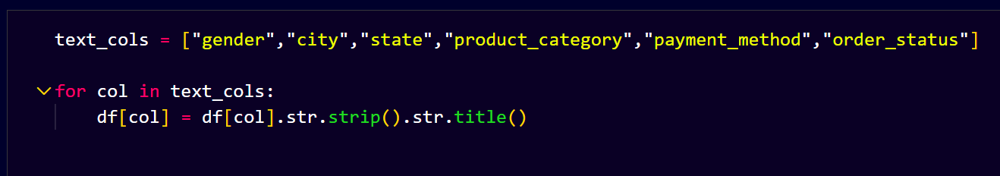 text_cols = ["gender","city","state","product_category","payment_method","order_status"]
for col in text_cols:
    df[col] = df[col].str.strip().str.title()